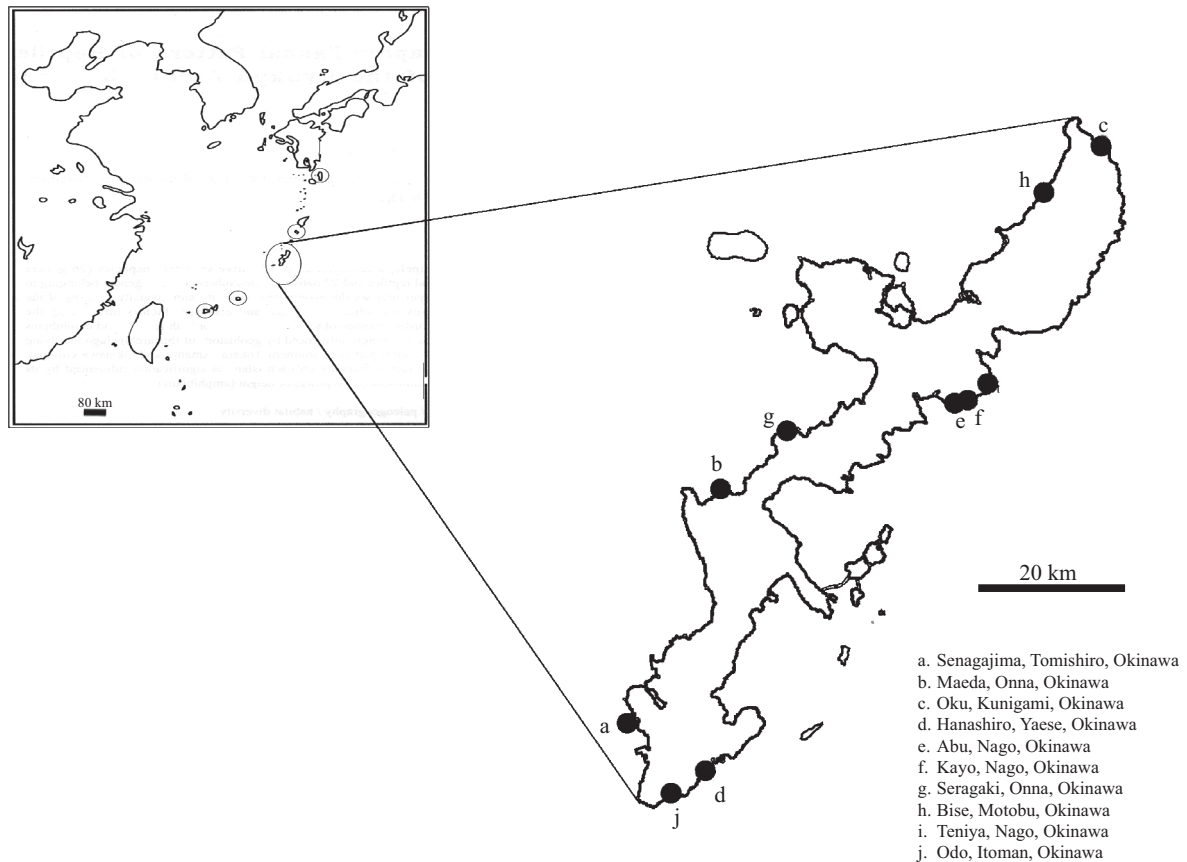 80 km
c
h
g
e
f
b
20 km
a
d
j
a. Senagajima, Tomishiro, Okinawa
b. Maeda, Onna, Okinawa
c. Oku, Kunigami, Okinawa
d. Hanashiro, Yaese, Okinawa
e. Abu, Nago, Okinawa
f. Kayo, Nago, Okinawa
g. Seragaki, Onna, Okinawa
h. Bise, Motobu, Okinawa
i. Teniya, Nago, Okinawa
j. Odo, Itoman, Okinawa